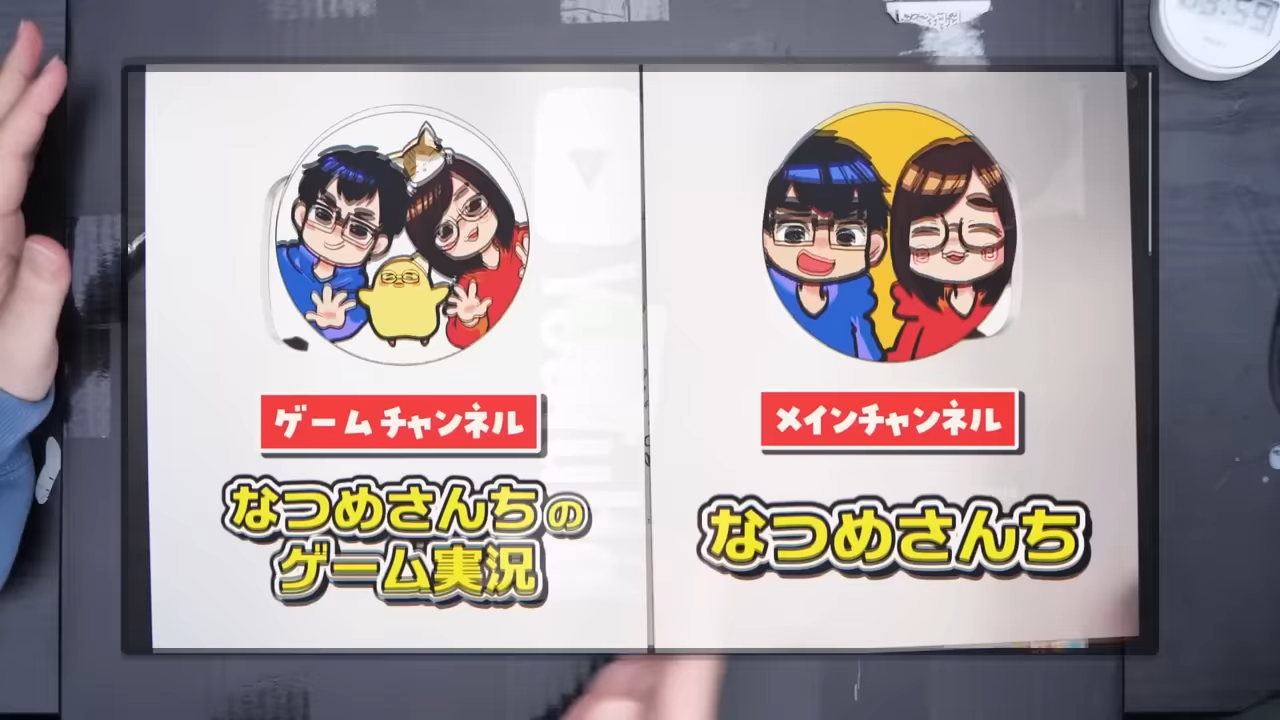 ゲームチャンネル
なつめさんちの
ゲーム実況
メインチャンネル
なつめさんち